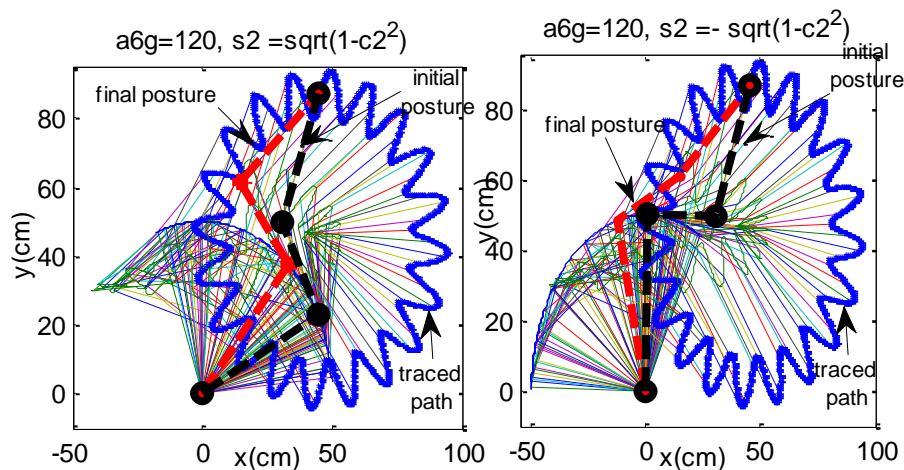 a6g=120, s2 =sqrt(1-c2²)
final posture
initial
posture
y(cm)
80
60
40
20
0
-50
0
50
100
x(cm)
traced
path
a6g=120, s2 =- sqrt(1-c2²)
initial
posture
final posture
y(cm)
80
60
40
20
0
-50
0
50
100
x(cm)
traced
path